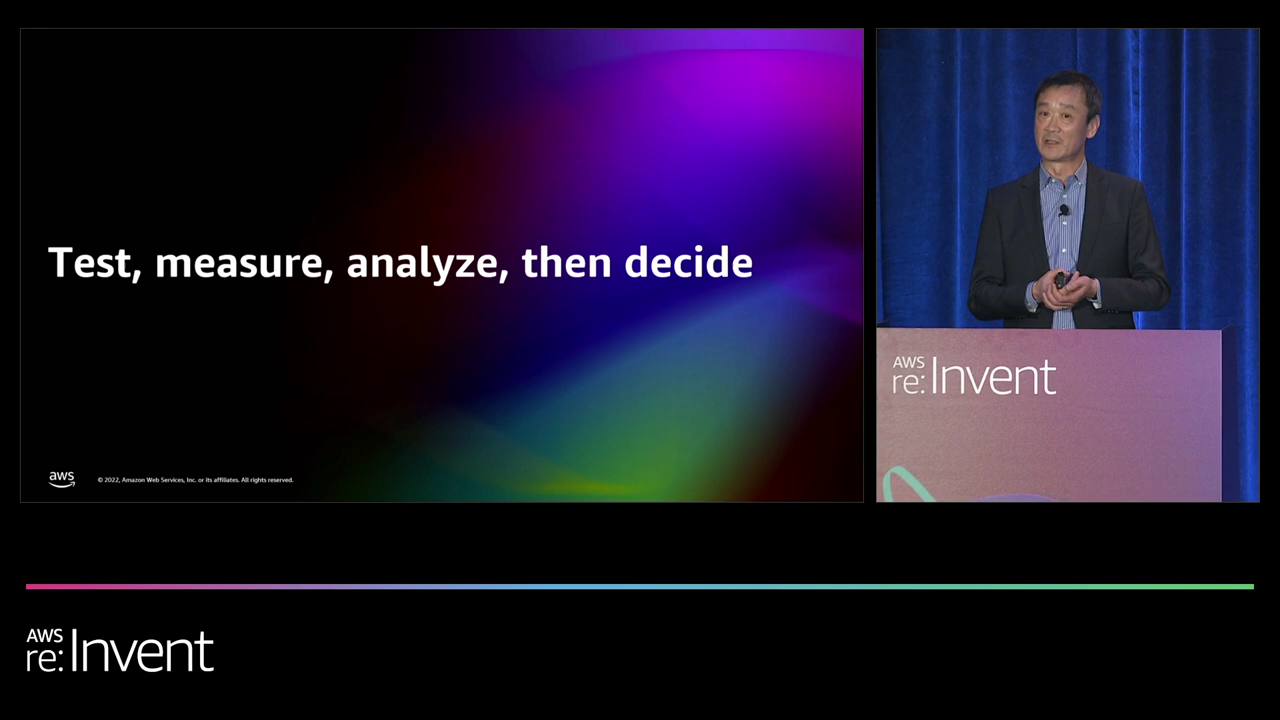 Test, measure, analyze, then decide
aws
© 2022, Amazon Web Services, Inc. or its affiliates. All rights reserved.
AWS
re:Invent
AWS
re:Invent